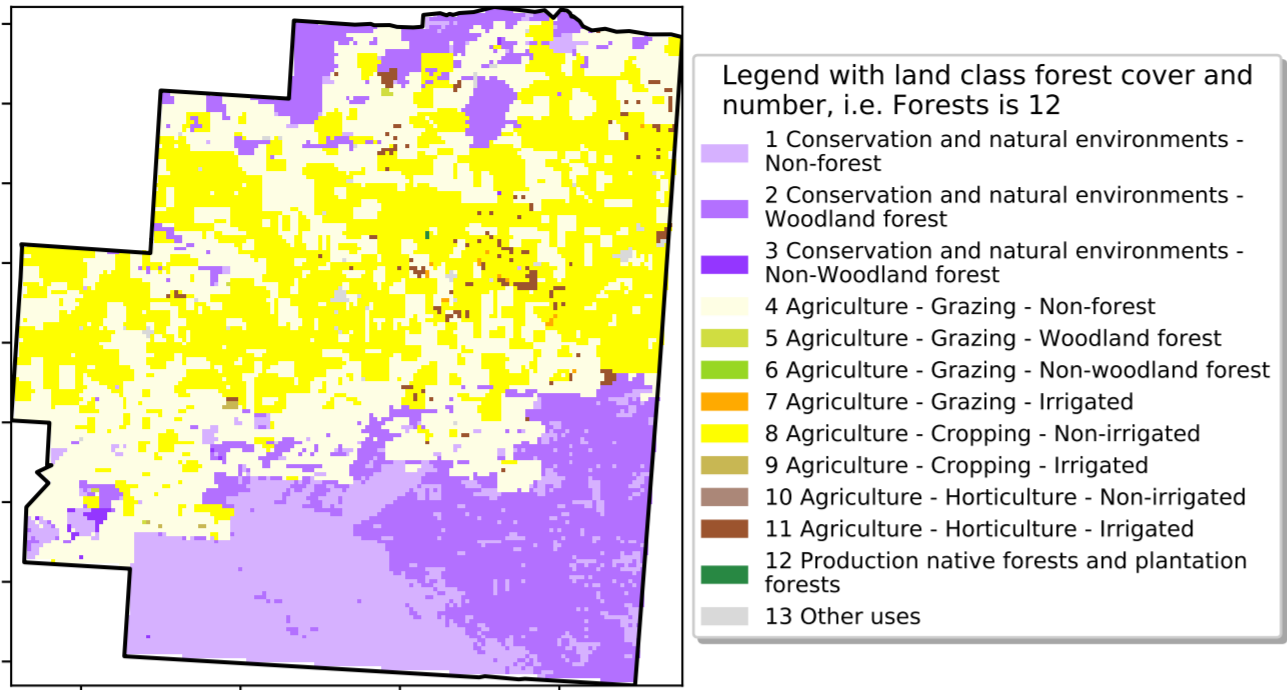 Legend with land class forest cover and
number, i.e. Forests is 12
1 Conservation and natural environments -
Non-forest
2 Conservation and natural environments -
Woodland forest
3 Conservation and natural environments -
Non-Woodland forest
4 Agriculture - Grazing - Non-forest
5 Agriculture - Grazing - Woodland forest
6 Agriculture - Grazing - Non-woodland forest
7 Agriculture - Grazing - Irrigated
8 Agriculture - Cropping - Non-irrigated
9 Agriculture - Cropping - Irrigated
10 Agriculture - Horticulture - Non-irrigated
11 Agriculture - Horticulture - Irrigated
12 Production native forests and plantation
forests
13 Other uses